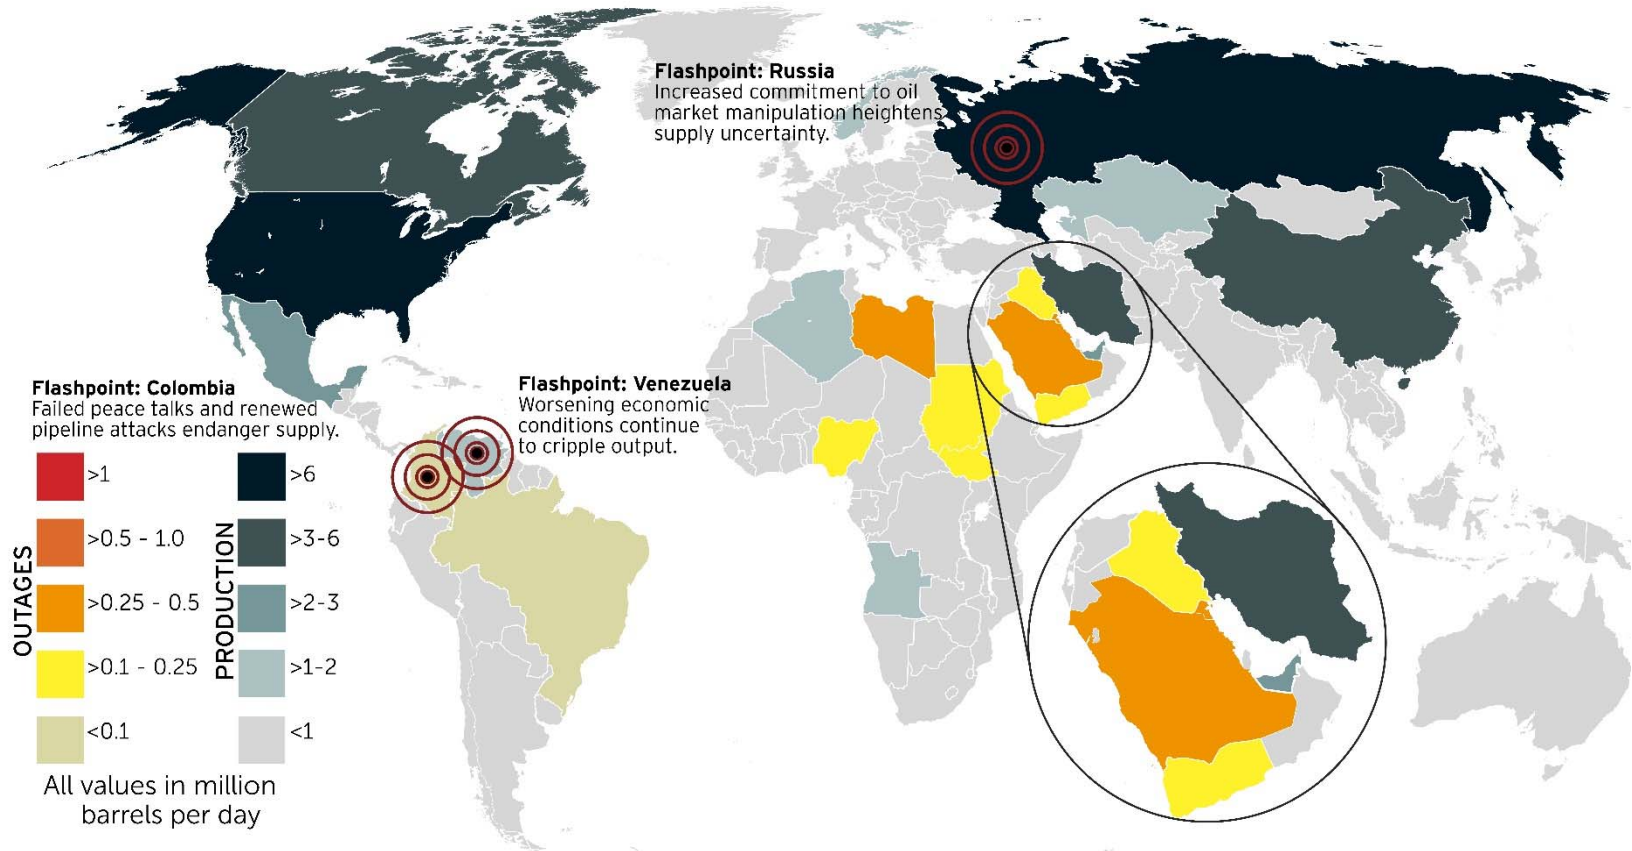 Flashpoint: Russia
Increased commitment to oil
market manipulation heightens
supply uncertainty.
Flashpoint: Colombia
Failed peace talks and renewed
pipeline attacks endanger supply.
Flashpoint: Venezuela
Worsening economic
conditions continue
to cripple output.
OUTAGES
>1
>0.5 - 1.0
>0.25 - 0.5
>0.1 - 0.25
<0.1
PRODUCTION
>6
>3-6
>2-3
>1-2
<1
All values in million
barrels per day